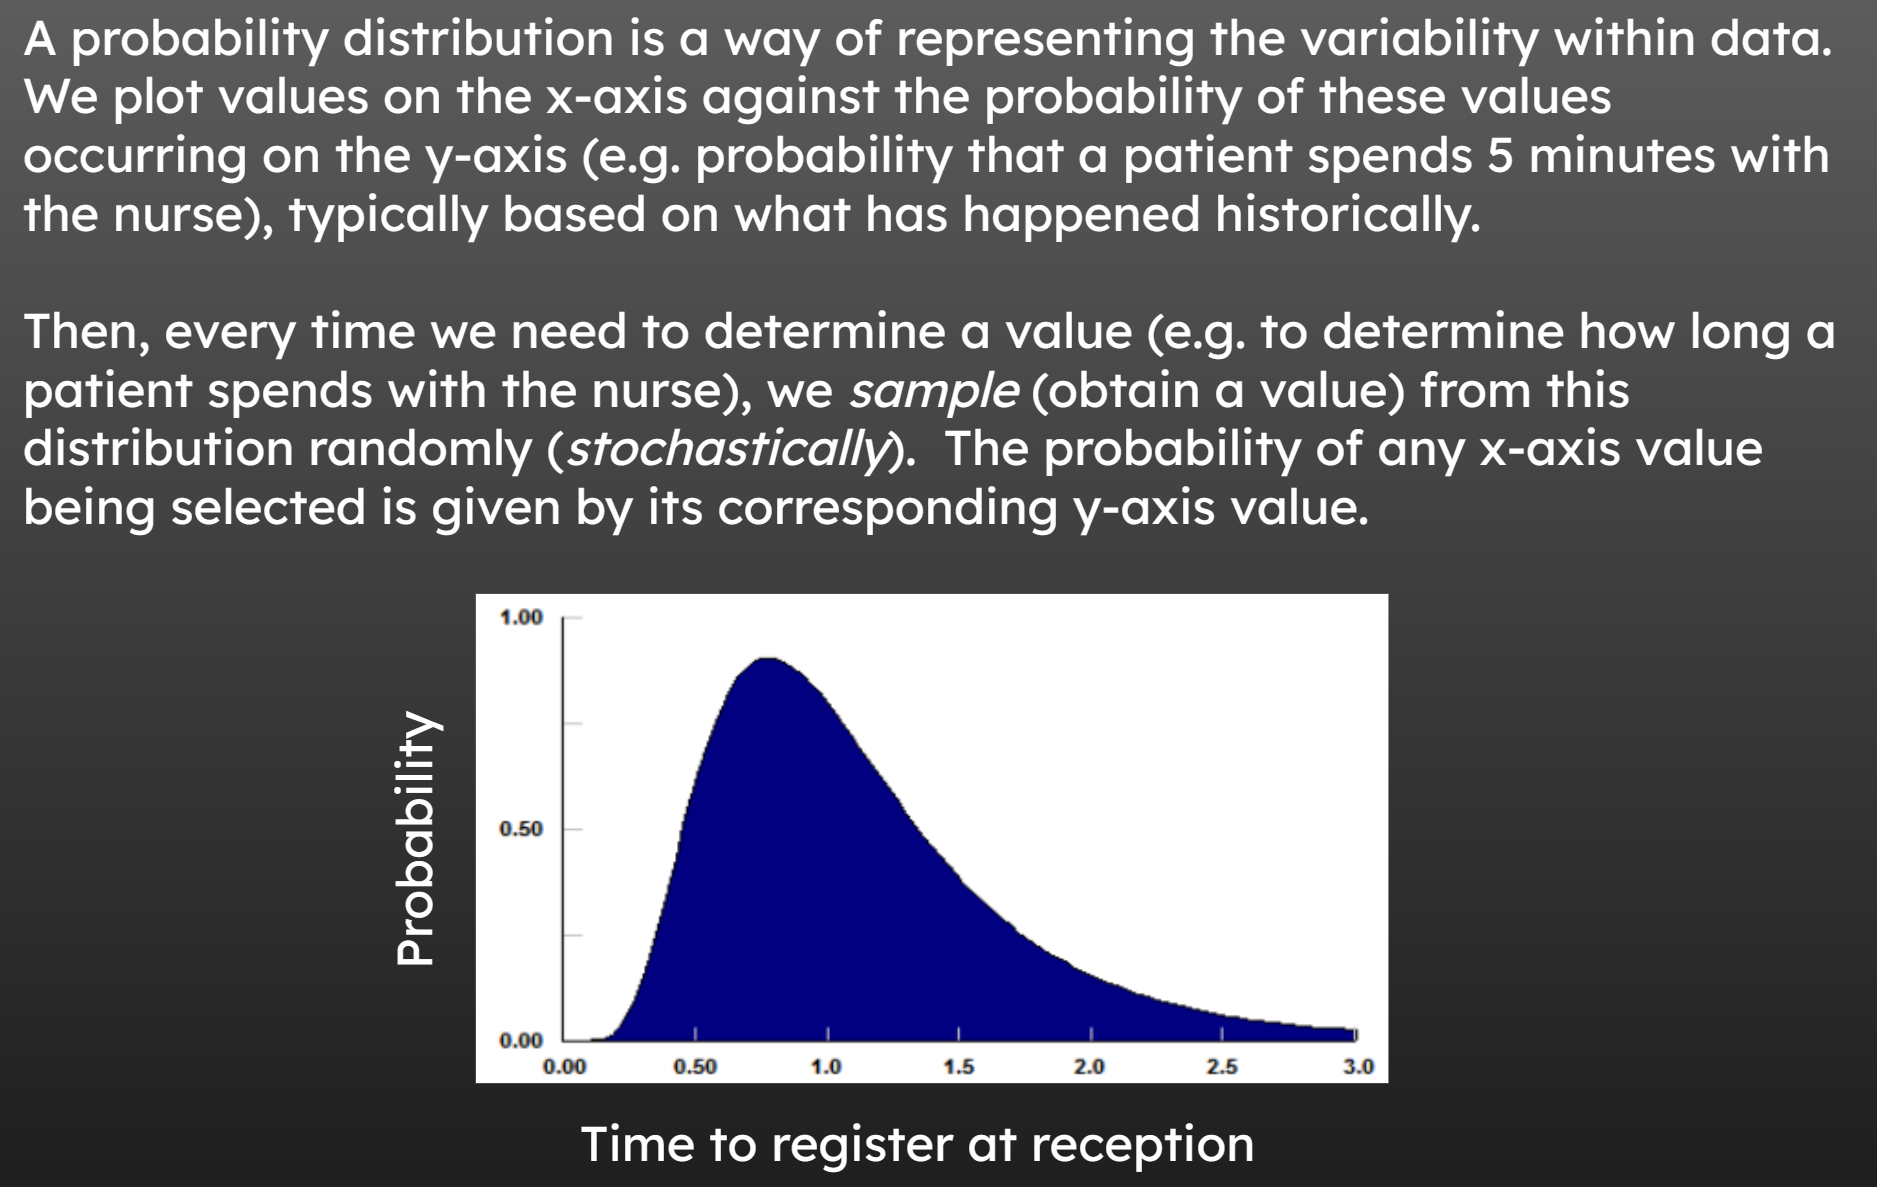 A probability distribution is a way of representing the variability within data.
We plot values on the x-axis against the probability of these values
occurring on the y-axis (e.g. probability that a patient spends 5 minutes with
the nurse), typically based on what has happened historically.
Then, every time we need to determine a value (e.g. to determine how long a
patient spends with the nurse), we sample (obtain a value) from this
distribution randomly (stochastically).  The probability of any x-axis value
being selected is given by its corresponding y-axis value.
Probability
1.00
0.50
0.00
0.00 0.50 1.0 1.5 2.0 2.5 3.0
Time to register at reception